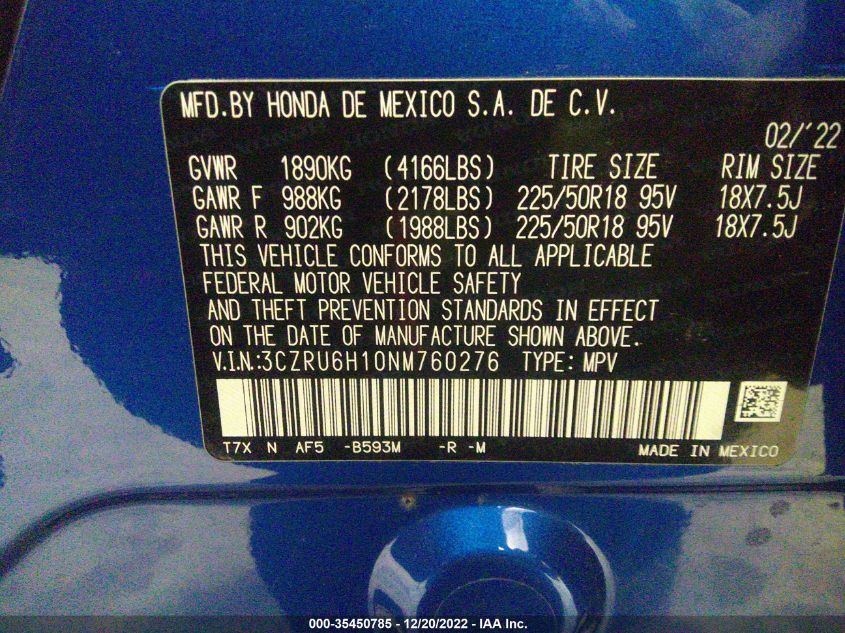 MFD.BY HONDA DE MEXICO S.A. DE C.V.
02/'22
GVWR 1890KG (4166LBS) TIRE SIZE RIM SIZE
GAWR F 988KG (2178LBS) 225/50R18 95V 18X7.5J
GAWR R 902KG (1988LBS) 225/50R18 95V 18X7.5J
THIS VEHICLE CONFORMS TO ALL APPLICABLE
FEDERAL MOTOR VEHICLE SAFETY
AND THEFT PREVENTION STANDARDS IN EFFECT
ON THE DATE OF MANUFACTURE SHOWN ABOVE.
V.I.N.:3CZRU6H10NM760276 TYPE: MPV
T7X N AF5 -B593M -R -M MADE IN MEXICO
000-35450785 - 12/20/2022 - IAA Inc.